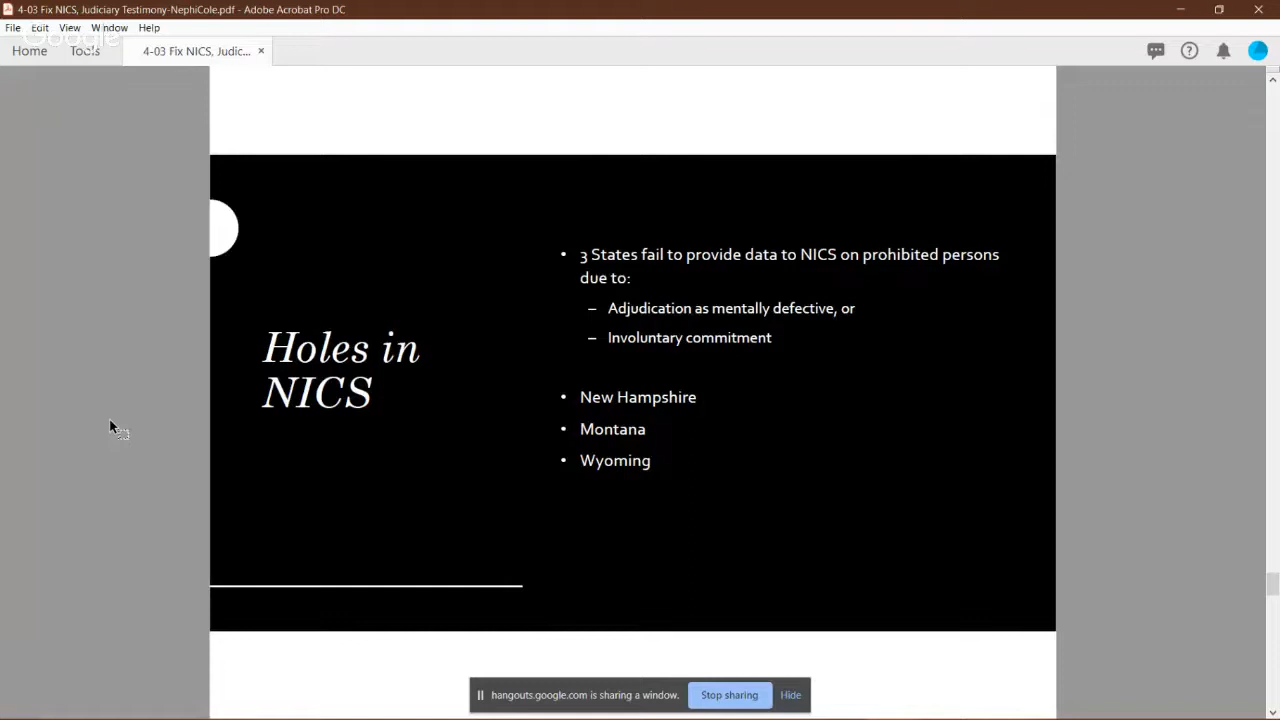 4-03 Fix NICS, Judiciary Testimony-NephiCole.pdf - Adobe Acrobat Pro DC
File Edit View Window Help
Google
Home Tools 4-03 Fix NICS, Judic... ×
Holes in
NICS
• 3 States fail to provide data to NICS on prohibited persons
due to:
– Adjudication as mentally defective, or
– Involuntary commitment
• New Hampshire
• Montana
• Wyoming
hangouts.google.com is sharing a window. Stop sharing Hide